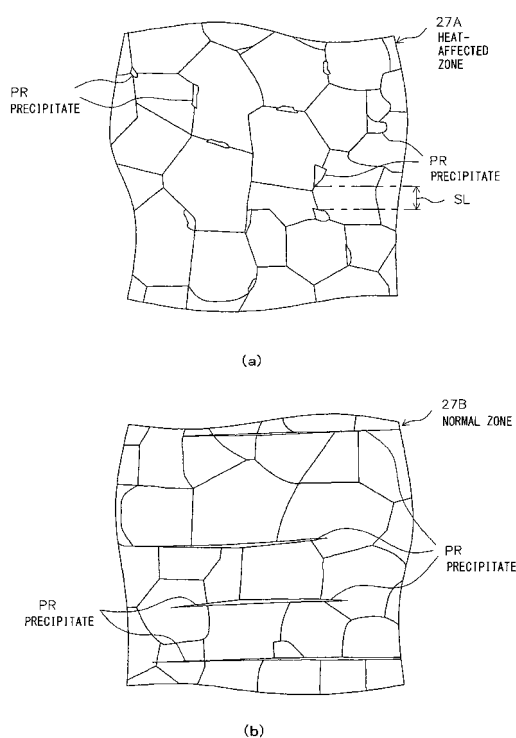 27A
HEAT-
AFFECTED
ZONE
PR
PRECIPITATE
PR
PRECIPITATE
SL
(a)
27B
NORMAL ZONE
PR
PRECIPITATE
PR
PRECIPITATE
(b)